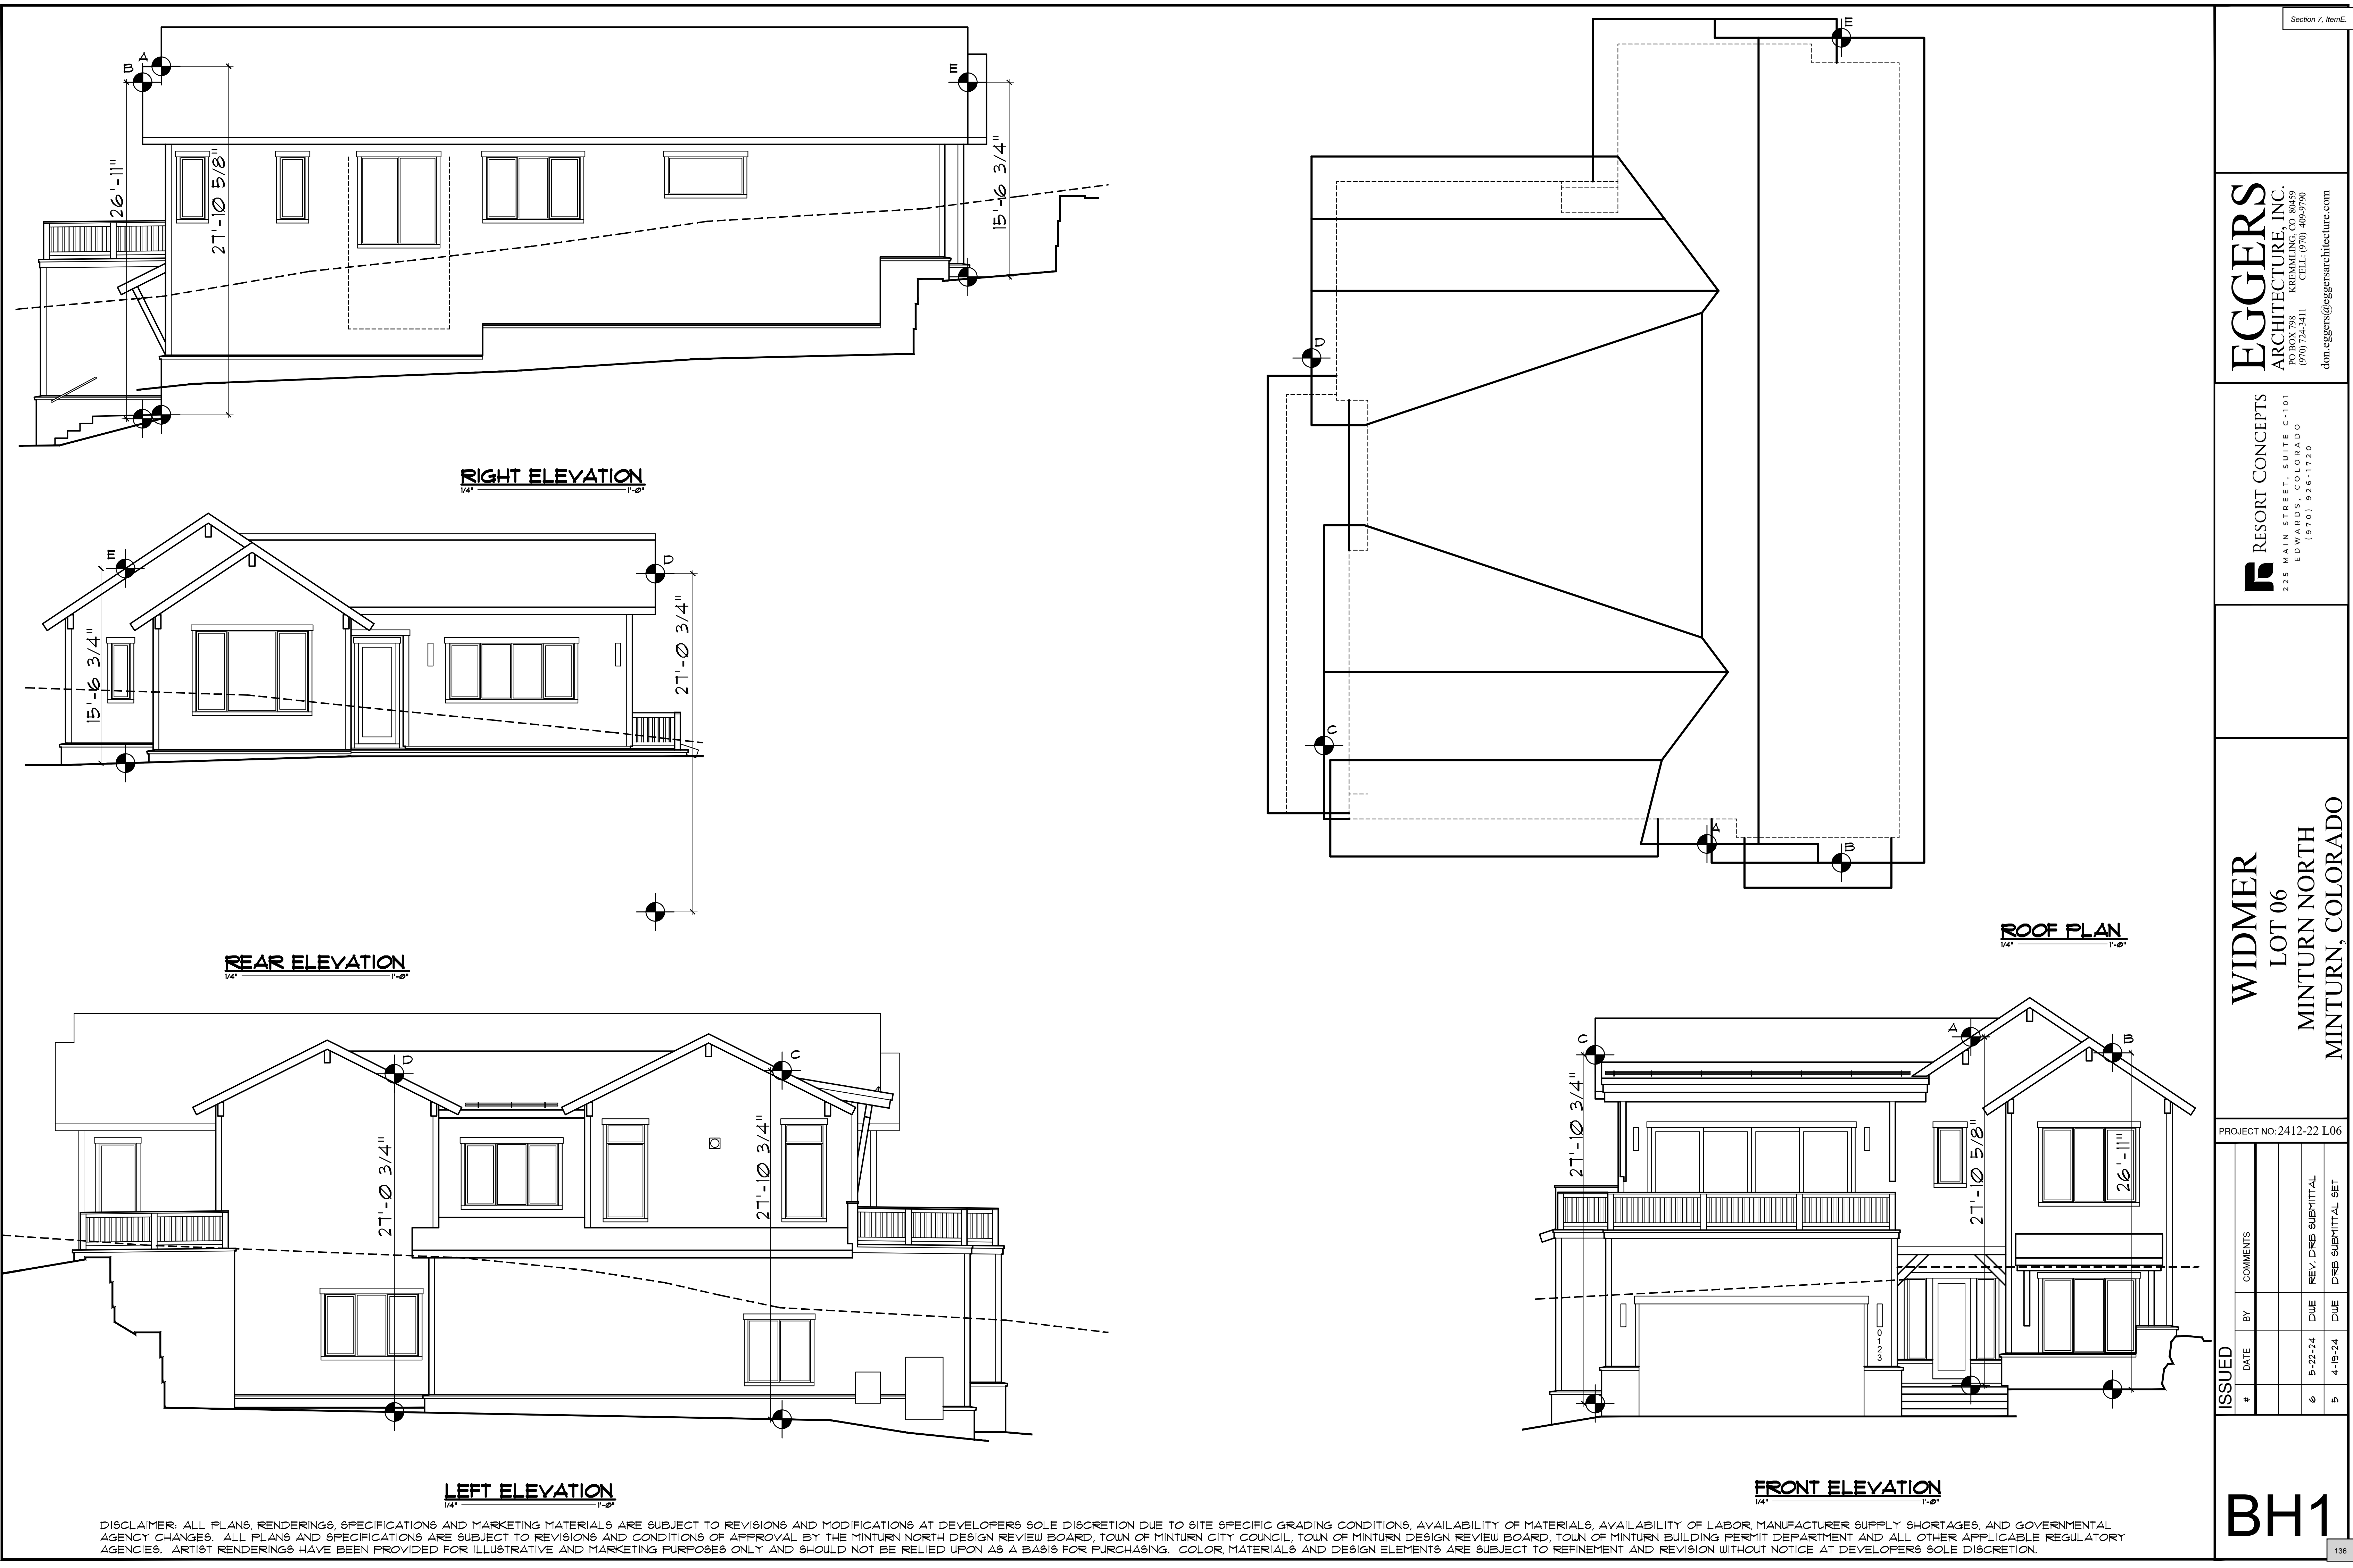 Section 7, ItemE.
A
B
E
26'-11"
27'-10 5/8"
15'-6 3/4"
RIGHT ELEVATION
1/4" 1'-0"
E
D
15'-6 3/4"
27'-0 3/4"
REAR ELEVATION
1/4" 1'-0"
D
C
A
27'-0 3/4"
27'-10 3/4"
LEFT ELEVATION
1/4" 1'-0"
E
D
C
A
B
ROOF PLAN
1/4" 1'-0"
C
A
B
27'-10 3/4"
27'-10 5/8"
26'-11"
0
1
2
3
FRONT ELEVATION
1/4" 1'-0"
DISCLAIMER: ALL PLANS, RENDERINGS, SPECIFICATIONS AND MARKETING MATERIALS ARE SUBJECT TO REVISIONS AND MODIFICATIONS AT DEVELOPERS SOLE DISCRETION DUE TO SITE SPECIFIC GRADING CONDITIONS, AVAILABILITY OF MATERIALS, AVAILABILITY OF LABOR, MANUFACTURER SUPPLY SHORTAGES, AND GOVERNMENTAL
AGENCY CHANGES. ALL PLANS AND SPECIFICATIONS ARE SUBJECT TO REVISIONS AND CONDITIONS OF APPROVAL BY THE MINTURN NORTH DESIGN REVIEW BOARD, TOWN OF MINTURN CITY COUNCIL, TOWN OF MINTURN DESIGN REVIEW BOARD, TOWN OF MINTURN BUILDING PERMIT DEPARTMENT AND ALL OTHER APPLICABLE REGULATORY
AGENCIES. ARTIST RENDERINGS HAVE BEEN PROVIDED FOR ILLUSTRATIVE AND MARKETING PURPOSES ONLY AND SHOULD NOT BE RELIED UPON AS A BASIS FOR PURCHASING. COLOR, MATERIALS AND DESIGN ELEMENTS ARE SUBJECT TO REFINEMENT AND REVISION WITHOUT NOTICE AT DEVELOPERS SOLE DISCRETION.
EGGERS
ARCHITECTURE, INC.
PO BOX 798 KREMMLING, CO 80459
(970) 724-3411 CELL: (970) 409-9790
don.eggers@eggersarchitecture.com
RESORT CONCEPTS
225 MAIN STREET, SUITE C-101
EDWARDS, COLORADO
(970) 926-1720
WIDMER
LOT 06
MINTURN NORTH
MINTURN, COLORADO
PROJECT NO: 2412-22 L06
ISSUED
# DATE BY COMMENTS
6 5-22-24 DWE REV. DRB SUBMITTAL
5 4-19-24 DWE DRB SUBMITTAL SET
BH1
136